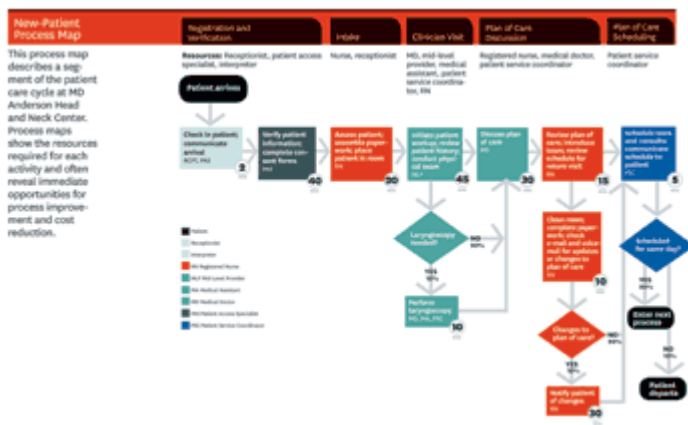 New-Patient
Process Map
This process map
describes a seg-
ment of the patient
care cycle at MD
Anderson Head
and Neck Center.
Process maps
show the resources
required for each
activity and often
reveal immediate
opportunities for
process improve-
ment and cost
reduction.
Registration and
Verification
Resources: Receptionist, patient access
specialist, interpreter
Intake
Nurse, receptionist
Clinician Visit
MD, mid-level
provider, medical
assistant, patient
service coordina-
tor, RN
Plan of Care
Discussion
Registered nurse, medical doctor,
patient service coordinator
Plan of Care
Scheduling
Patient service
coordinator
Patient arrives
Check in patient;
communicate
arrival
2
Verify patient
information;
complete con-
sent forms
40
Assess patient;
assemble paper-
work; place
patient in room
30
Initiate patient
workup, review
patient history;
conduct physi-
cal exam
45
Discuss plan
of care
30
Review plan of
care; introduce
team; review
schedule for
return visit
15
Schedule tests
and consults;
communicate
schedule to
patient
5
Laryngoscopy
needed?
NO
YES
Perform
laryngoscopy
10
Clean room;
complete paper-
work; check
e-mail and voice
mail for updates
or changes to
plan of care
10
Changes to
plan of care?
NO
YES
Notify patient
of changes
30
Scheduled
for same day?
YES
Enter next
process
NO
Patient
departs
Patient
Receptionist
Interpreter
RN Registered Nurse
MLP Mid-Level Provider
MA Medical Assistant
MD Medical Doctor
PAS Patient Access Specialist
PSC Patient Service Coordinator